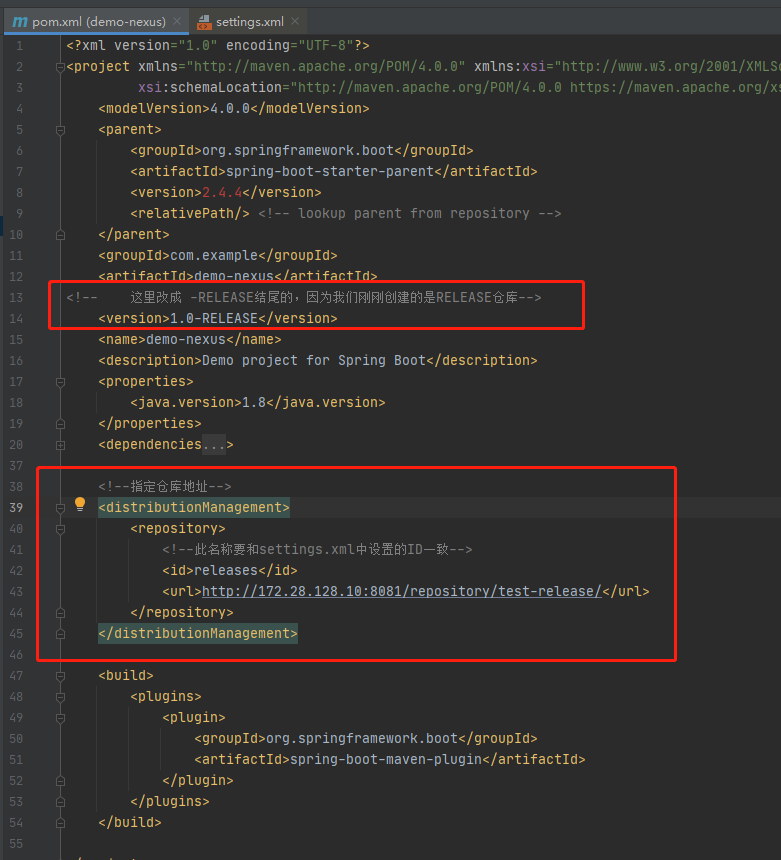 pom.xml (demo-nexus) × settings.xml ×
1 <?xml version="1.0" encoding="UTF-8"?>
2 <project xmlns="http://maven.apache.org/POM/4.0.0" xmlns:xsi="http://www.w3.org/2001/XMLSc
3 xsi:schemaLocation="http://maven.apache.org/POM/4.0.0 https://maven.apache.org/xs
4 <modelVersion>4.0.0</modelVersion>
5 <parent>
6 <groupId>org.springframework.boot</groupId>
7 <artifactId>spring-boot-starter-parent</artifactId>
8 <version>2.4.4</version>
9 <relativePath/> <!-- lookup parent from repository -->
10 </parent>
11 <groupId>com.example</groupId>
12 <artifactId>demo-nexus</artifactId>
13 <!-- 这里改成 -RELEASE结尾的，因为我们刚刚创建的是RELEASE仓库-->
14 <version>1.0-RELEASE</version>
15 <name>demo-nexus</name>
16 <description>Demo project for Spring Boot</description>
17 <properties>
18 <java.version>1.8</java.version>
19 </properties>
20 <dependencies...>
37
38 <!--指定仓库地址-->
39 <distributionManagement>
40 <repository>
41 <!--此名称要和settings.xml中设置的ID一致-->
42 <id>releases</id>
43 <url>http://172.28.128.10:8081/repository/test-release/</url>
44 </repository>
45 </distributionManagement>
46
47 <build>
48 <plugins>
49 <plugin>
50 <groupId>org.springframework.boot</groupId>
51 <artifactId>spring-boot-maven-plugin</artifactId>
52 </plugin>
53 </plugins>
54 </build>
55